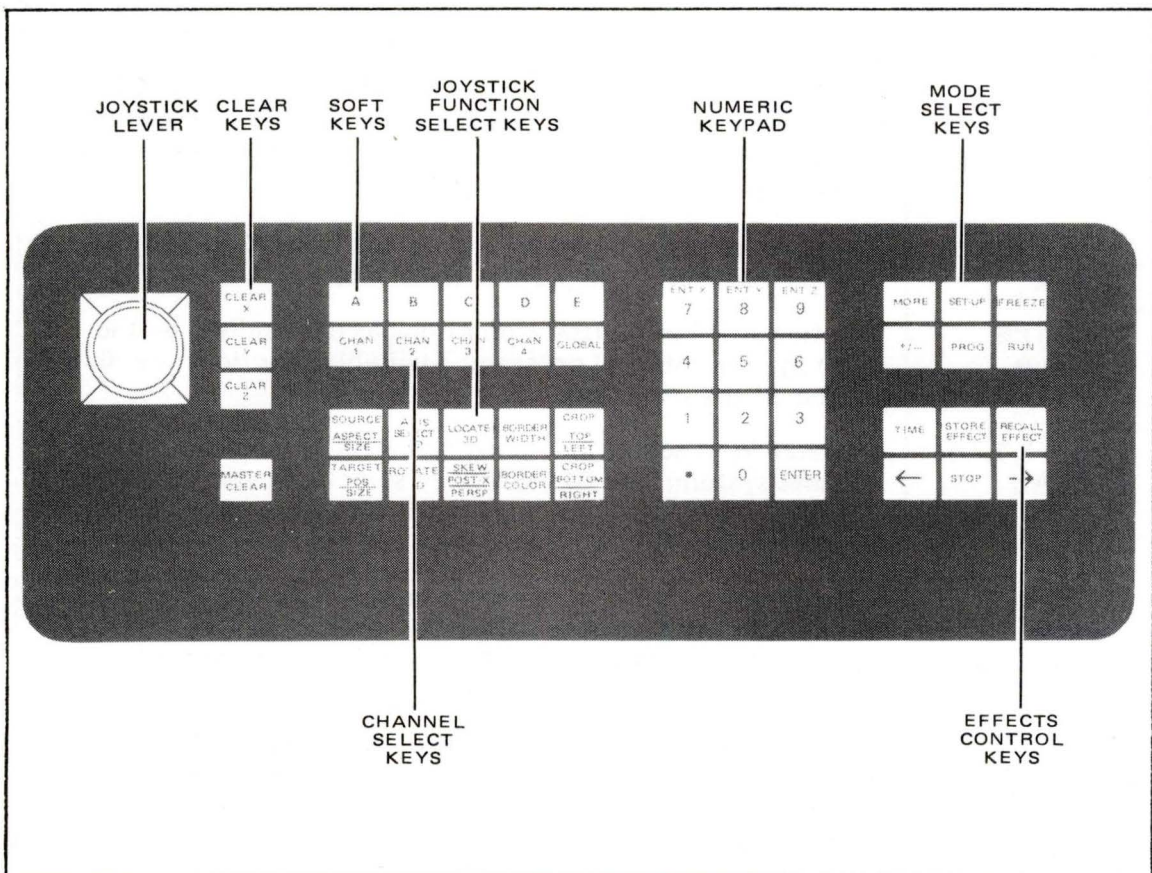 JOYSTICK
LEVER
CLEAR
KEYS
SOFT
KEYS
JOYSTICK
FUNCTION
SELECT KEYS
NUMERIC
KEYPAD
MODE
SELECT
KEYS
CLEAR
X
CLEAR
Y
CLEAR
Z
MASTER
CLEAR
A B C D E
CHAN
1
CHAN
2
CHAN
3
CHAN
4
GLOBAL
SOURCE
ASPECT
SIZE
SELECT
LOCATE
3D
BORDER
WIDTH
CROP
TOP
LEFT
TARGET
POS
SIZE
SKEW
POST X
PERSP
BORDER
COLOR
CROP
BOTTOM
RIGHT
ENT X
7
ENT Y
8
ENT Z
9
4 5 6
1 2 3
• 0 ENTER
MORE SET-UP FREEZE
PROG RUN
TIME
STORE
EFFECT
RECALL
EFFECT
← STOP →
CHANNEL
SELECT
KEYS
EFFECTS
CONTROL
KEYS